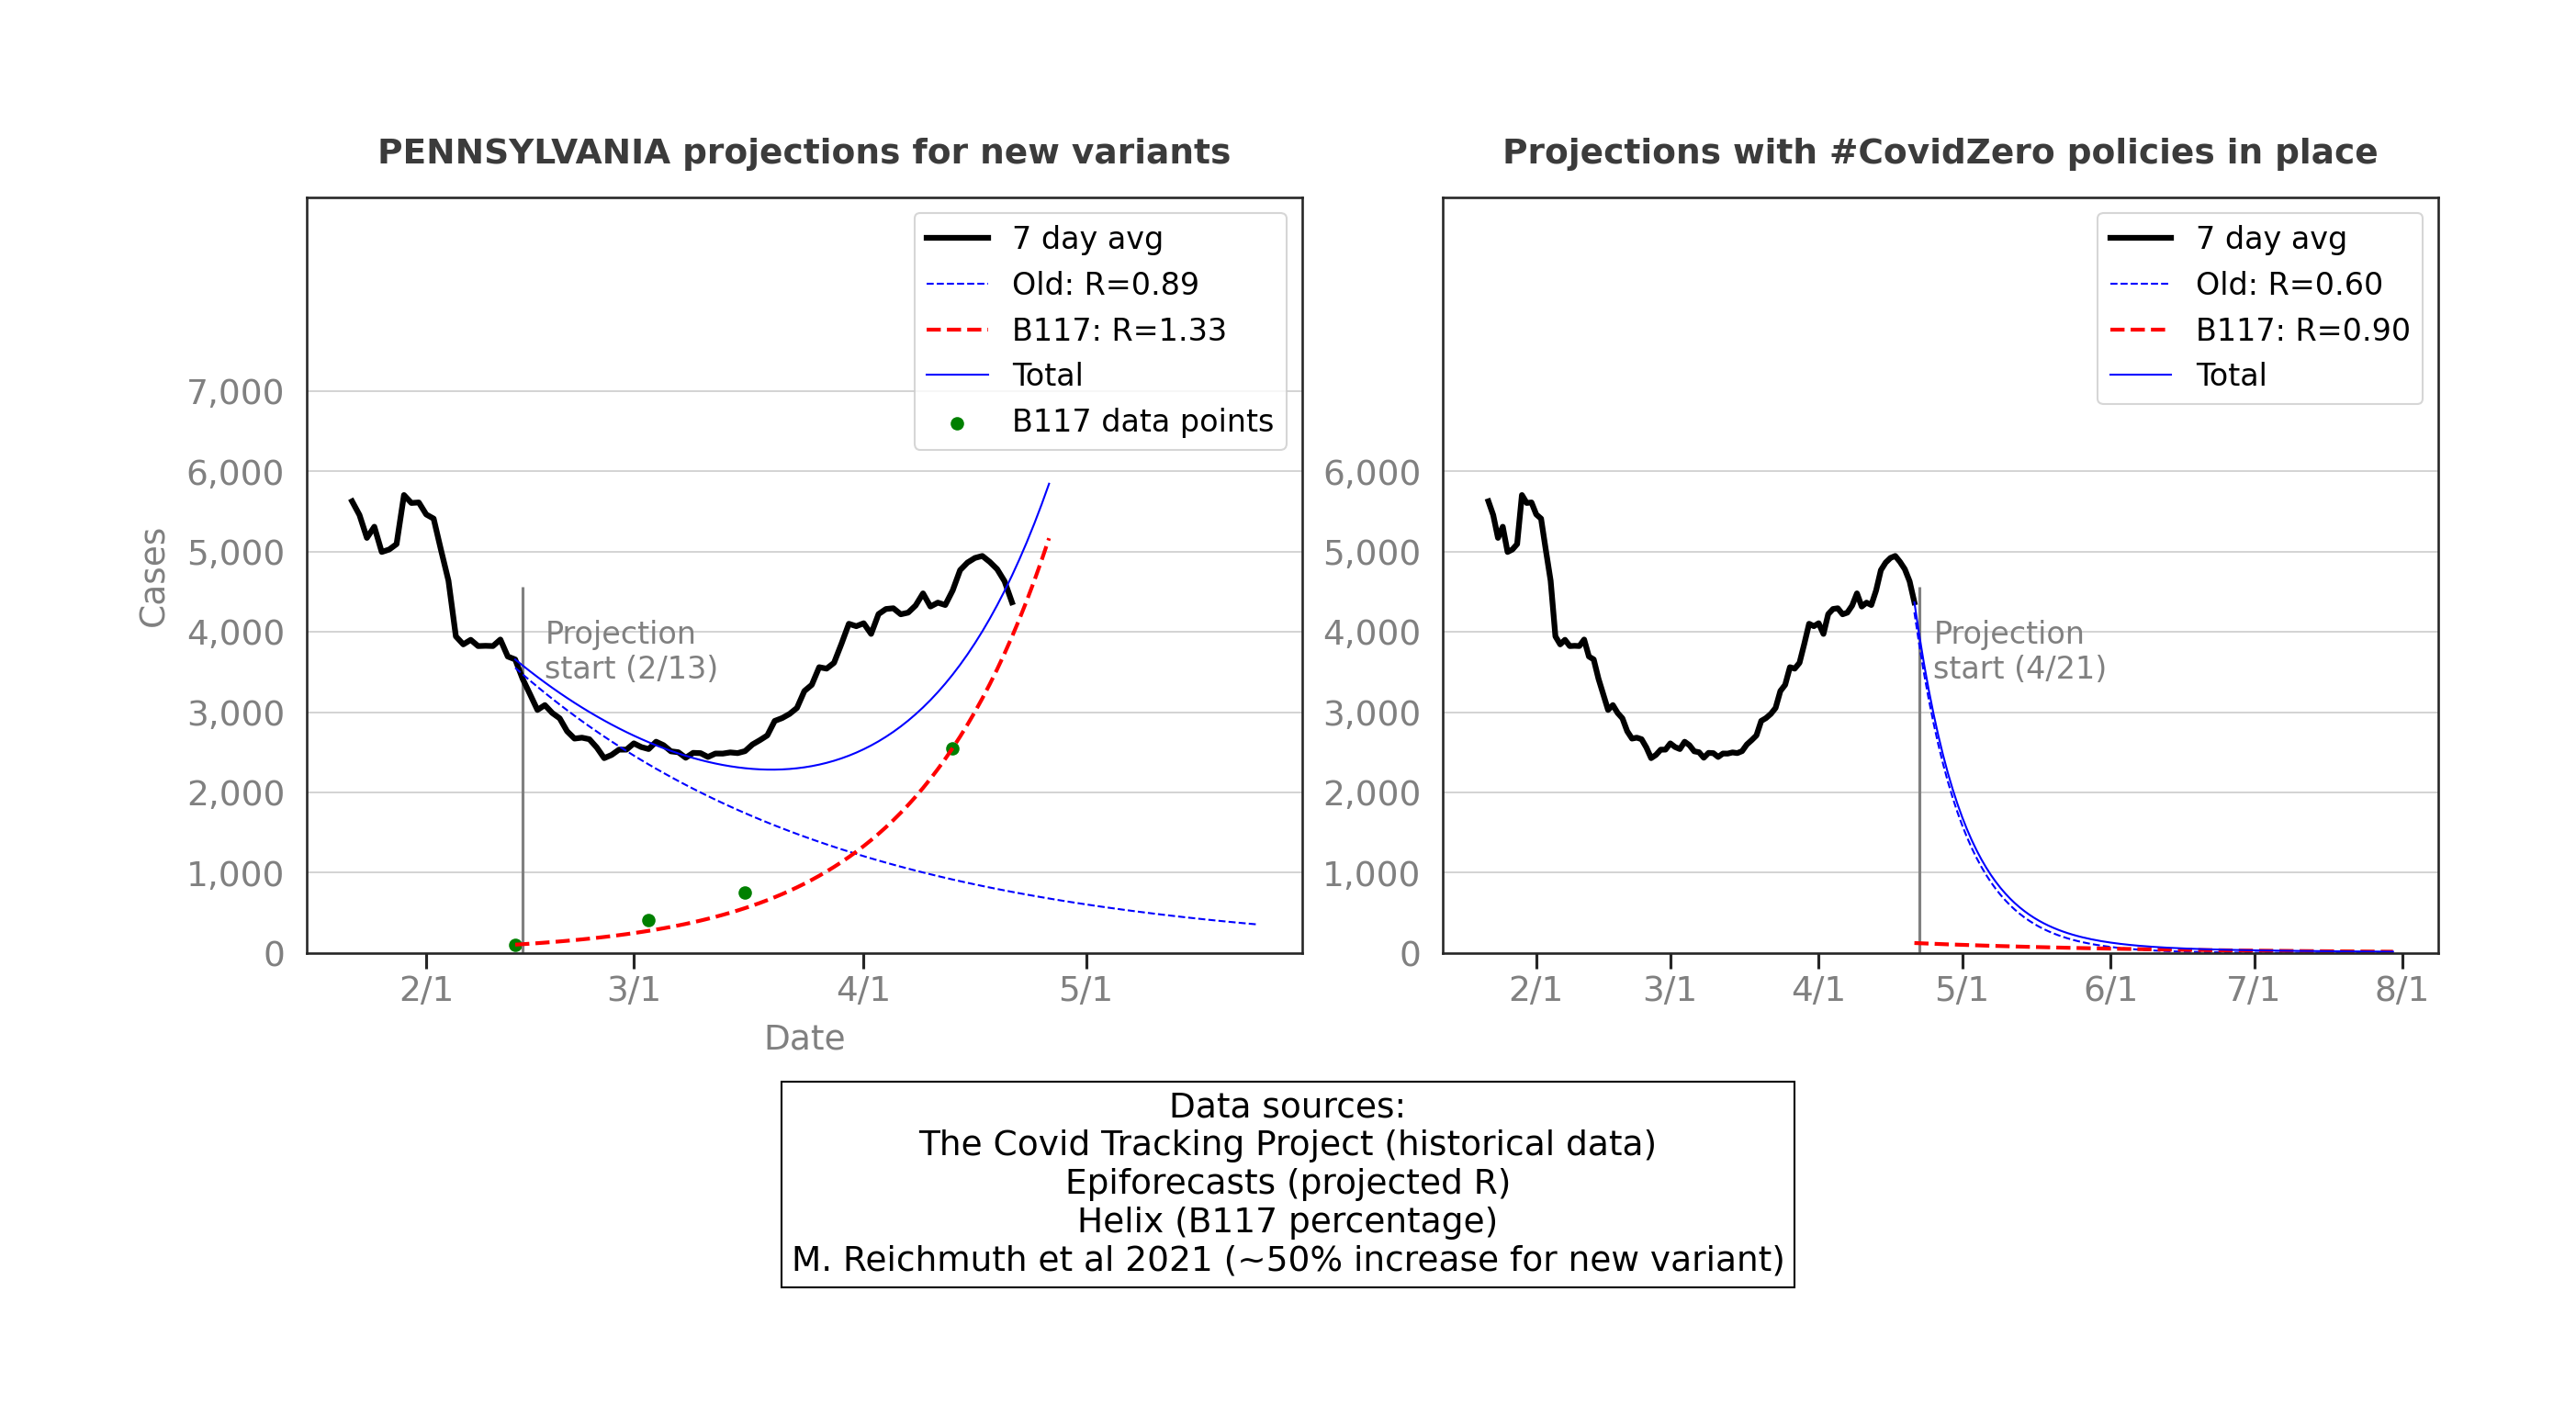 PENNSYLVANIA projections for new variants
7 day avg
Old: R=0.89
B117: R=1.33
Total
B117 data points
7,000
6,000
5,000
4,000
3,000
2,000
1,000
0
Cases
Projection
start (2/13)
2/1
3/1
4/1
5/1
Date
Projections with #CovidZero policies in place
7 day avg
Old: R=0.60
B117: R=0.90
Total
6,000
5,000
4,000
3,000
2,000
1,000
0
Projection
start (4/21)
2/1
3/1
4/1
5/1
6/1
7/1
8/1
Data sources:
The Covid Tracking Project (historical data)
Epiforecasts (projected R)
Helix (B117 percentage)
M. Reichmuth et al 2021 (~50% increase for new variant)